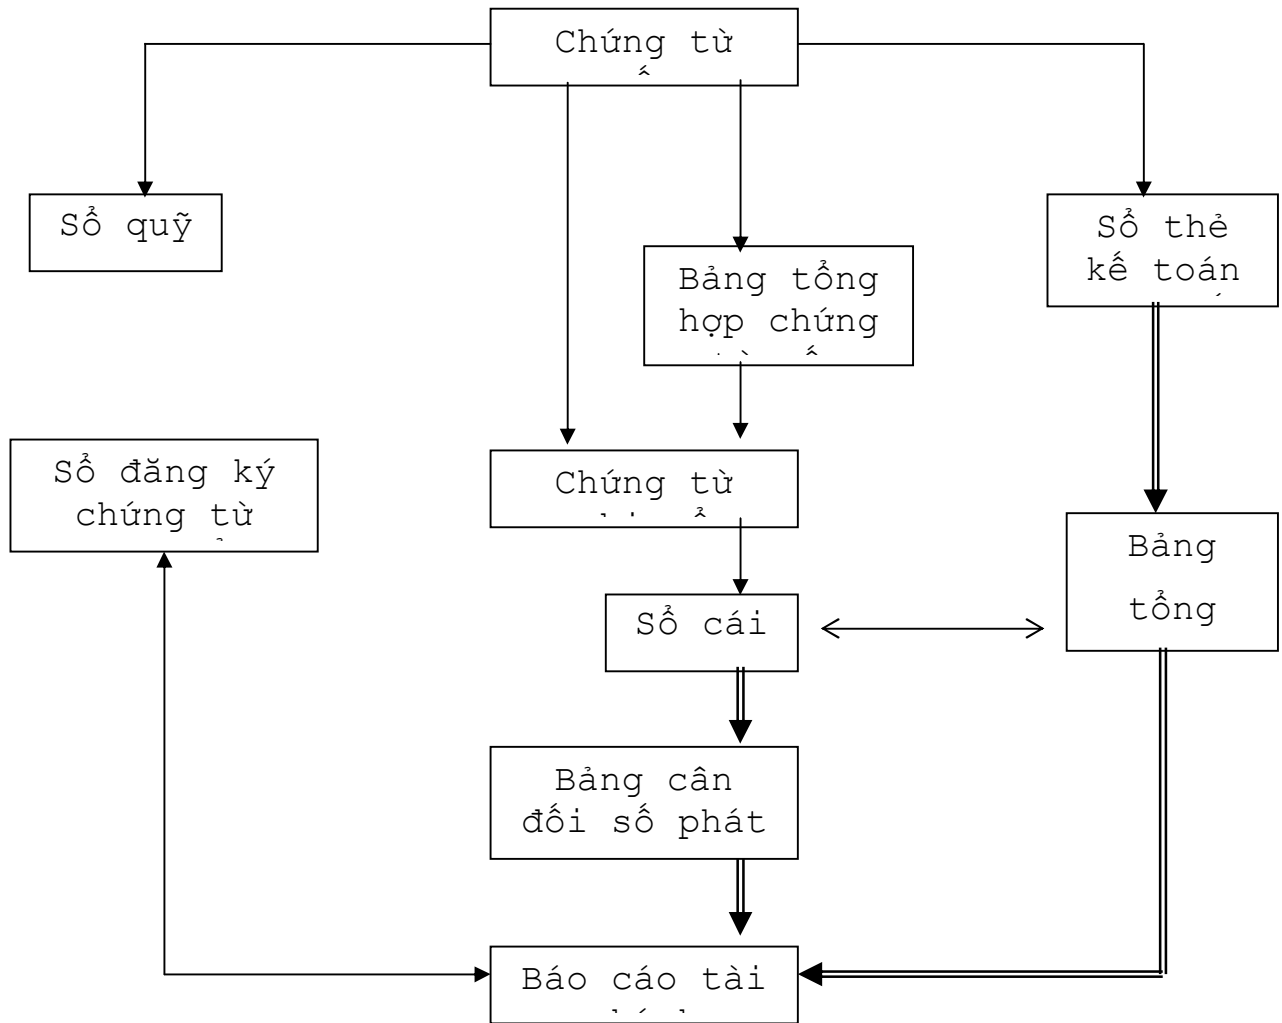 Chứng từ
Sổ quỹ
Sổ thẻ
kế toán
Bảng tổng
hợp chứng
Sổ đăng ký
chứng từ
Chứng từ
Bảng
tổng
Sổ cái
Bảng cân
đối số phát
Báo cáo tài